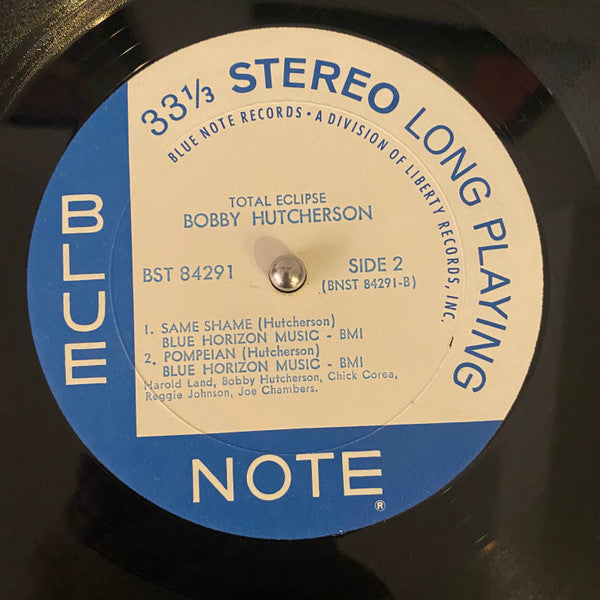 33 1/3 STEREO LONG PLAYING
BLUE NOTE RECORDS • A DIVISION OF LIBERTY RECORDS, INC.
TOTAL ECLIPSE
BOBBY HUTCHERSON
BST 84291
SIDE 2
(BNST 84291-B)
1. SAME SHAME (Hutcherson)
BLUE HORIZON MUSIC - BMI
2. POMPEIAN (Hutcherson)
BLUE HORIZON MUSIC - BMI
Harold Land, Bobby Hutcherson, Chick Corea,
Reggie Johnson, Joe Chambers.
BLUE
NOTE ®